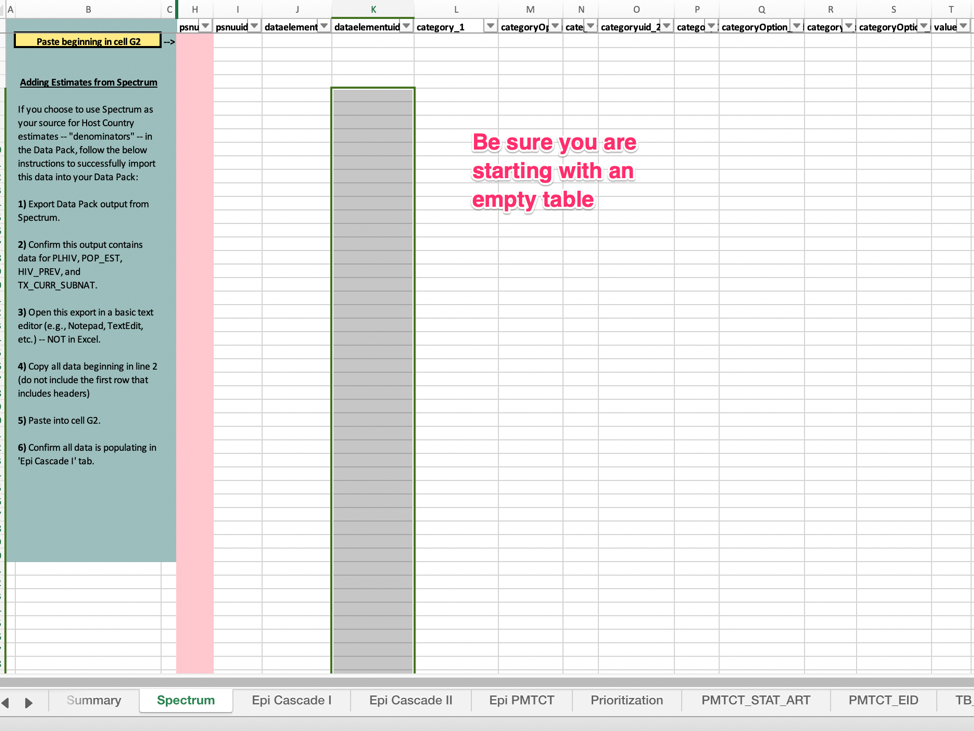 A B C H I J K L M N O P Q R S T
psnu psnuuid dataelement dataelementuid category_1 categoryOp cate categoryuid_2 catego categoryOption_ category categoryOptio value
Paste beginning in cell G2 -->
Adding Estimates from Spectrum
If you choose to use Spectrum as
your source for Host Country
estimates -- "denominators" -- in
the Data Pack, follow the below
instructions to successfully import
this data into your Data Pack:
1) Export Data Pack output from
Spectrum.
2) Confirm this output contains
data for PLHIV, POP_EST,
HIV_PREV, and
TX_CURR_SUBNAT.
3) Open this export in a basic text
editor (e.g., Notepad, TextEdit,
etc.) -- NOT in Excel.
4) Copy all data beginning in line 2
(do not include the first row that
includes headers)
5) Paste into cell G2.
6) Confirm all data is populating in
'Epi Cascade I' tab.
Be sure you are
starting with an
empty table
Summary Spectrum Epi Cascade I Epi Cascade II Epi PMTCT Prioritization PMTCT_STAT_ART PMTCT_EID TB_